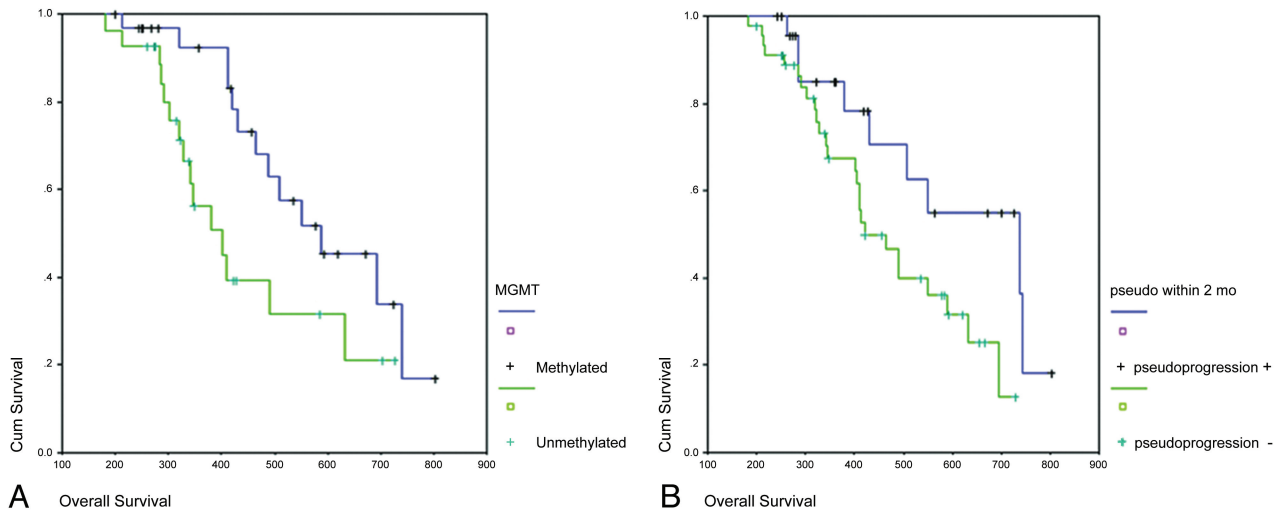 1.0
.8
.6
.4
.2
0.0
100 200 300 400 500 600 700 800 900
Cum Survival
Overall Survival
A
MGMT
Methylated
Unmethylated
1.0
.8
.6
.4
.2
0.0
100 200 300 400 500 600 700 800 900
Cum Survival
Overall Survival
B
pseudo within 2 mo
pseudoprogression +
pseudoprogression -